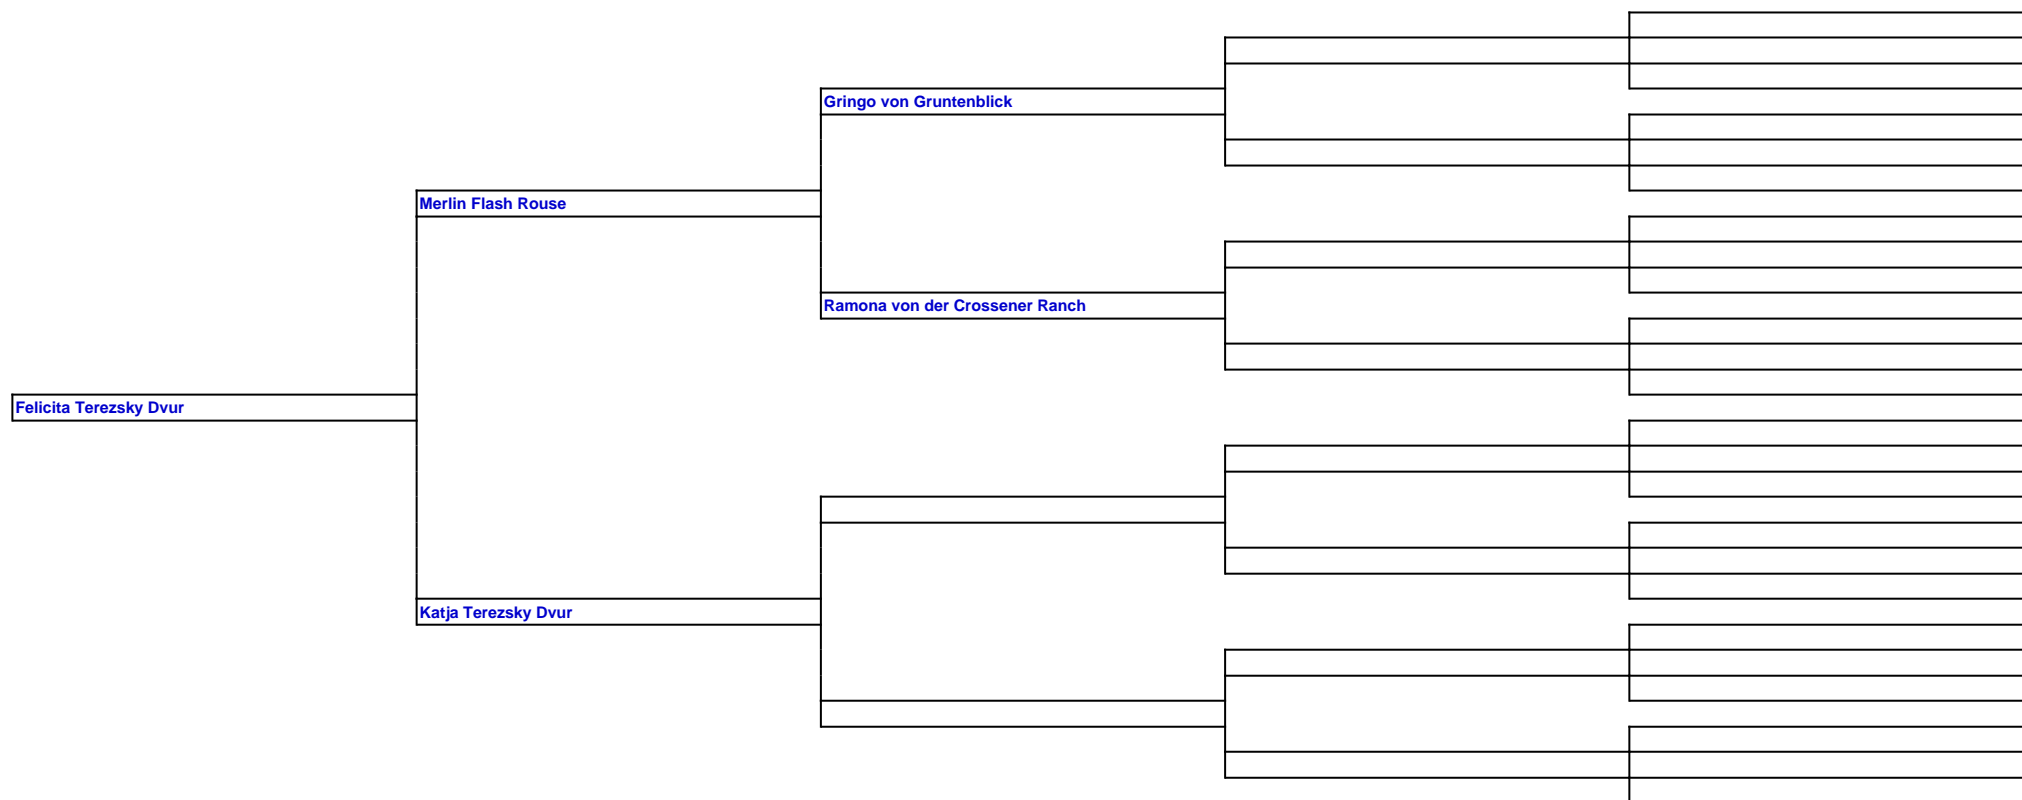 Gringo von Gruntenblick
Merlin Flash Rouse
Ramona von der Crossener Ranch
Felicita Terezsky Dvur
Katja Terezsky Dvur